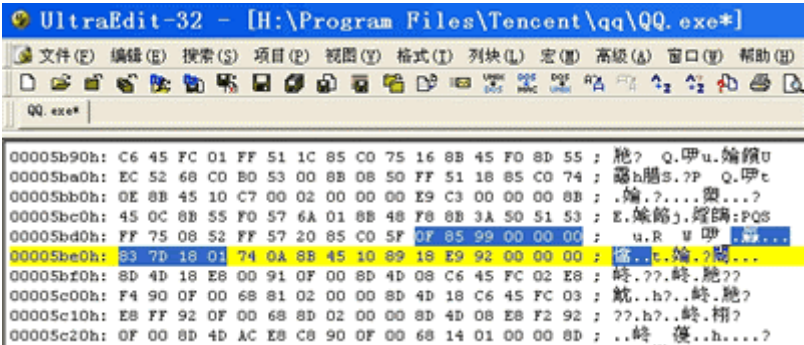 UltraEdit-32 - [H:\Program Files\Tencent\qq\QQ.exe*]
文件(F) 编辑(E) 搜索(S) 项目(P) 视图(V) 格式(T) 列块(L) 宏(M) 高级(A) 窗口(W) 帮助(H)
QQ.exe*
00005b90h: C6 45 FC 01 FF 51 1C 85 C0 75 16 8B 45 F0 8D 55 ;
00005ba0h: EC 52 68 C0 B0 53 00 8B 08 50 FF 51 18 85 C0 74 ;
00005bb0h: 0E 8B 45 10 C7 00 02 00 00 00 E9 C3 00 00 00 8B ;
00005bc0h: 45 0C 8B 55 F0 57 6A 01 8B 48 F8 8B 3A 50 51 53 ;
00005bd0h: FF 75 08 52 FF 57 20 85 C0 5F 0F 85 99 00 00 00 ;
00005be0h: 83 7D 18 01 74 0A 8B 45 10 89 18 E9 92 00 00 00 ;
00005bf0h: 8D 4D 18 E8 00 91 0F 00 8D 4D 08 C6 45 FC 02 E8 ;
00005c00h: F4 90 0F 00 68 81 02 00 00 8D 4D 18 C6 45 FC 03 ;
00005c10h: E8 FF 92 0F 00 68 8D 02 00 00 8D 4D 08 E8 F2 92 ;
00005c20h: 0F 00 8D 4D AC E8 C8 90 0F 00 68 14 01 00 00 8D ;